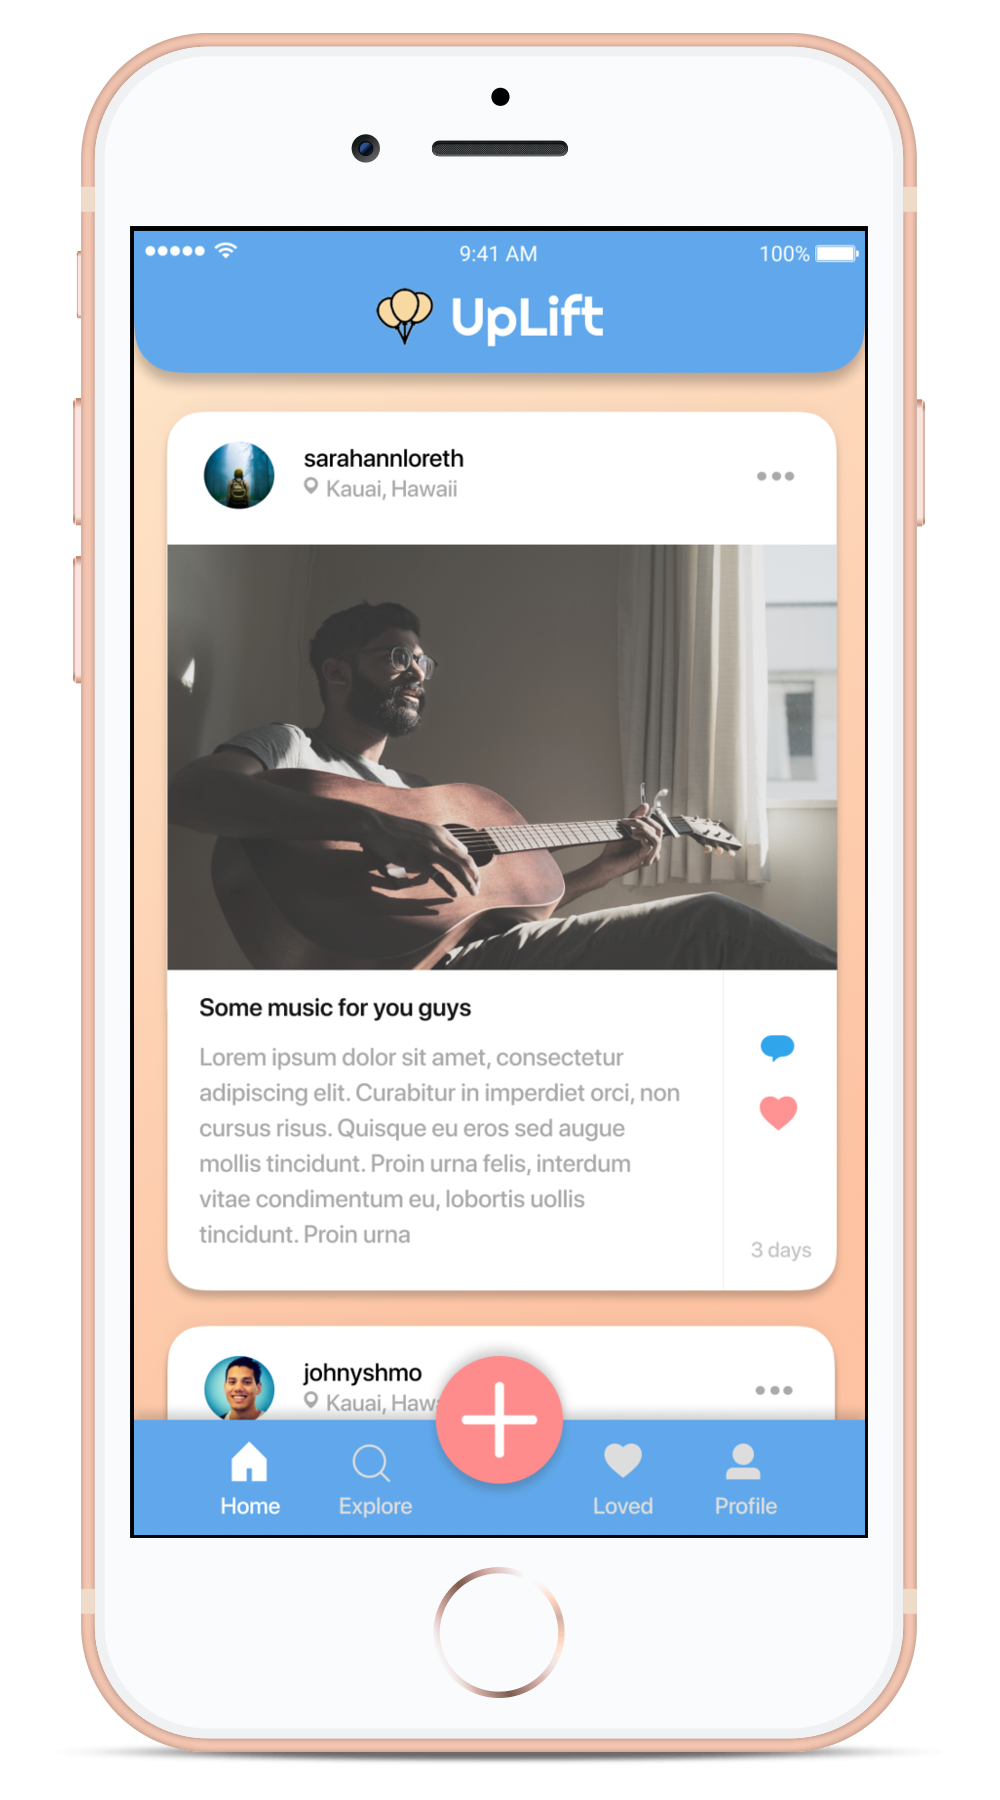 9:41 AM
100%
UpLift
sarahannloreth
Kauai, Hawaii
Some music for you guys
Lorem ipsum dolor sit amet, consectetur
adipiscing elit. Curabitur in imperdiet orci, non
cursus risus. Quisque eu eros sed augue
mollis tincidunt. Proin urna felis, interdum
vitae condimentum eu, lobortis uollis
tincidunt. Proin urna
3 days
johnyshmo
Kauai, Haw
Home
Explore
Loved
Profile